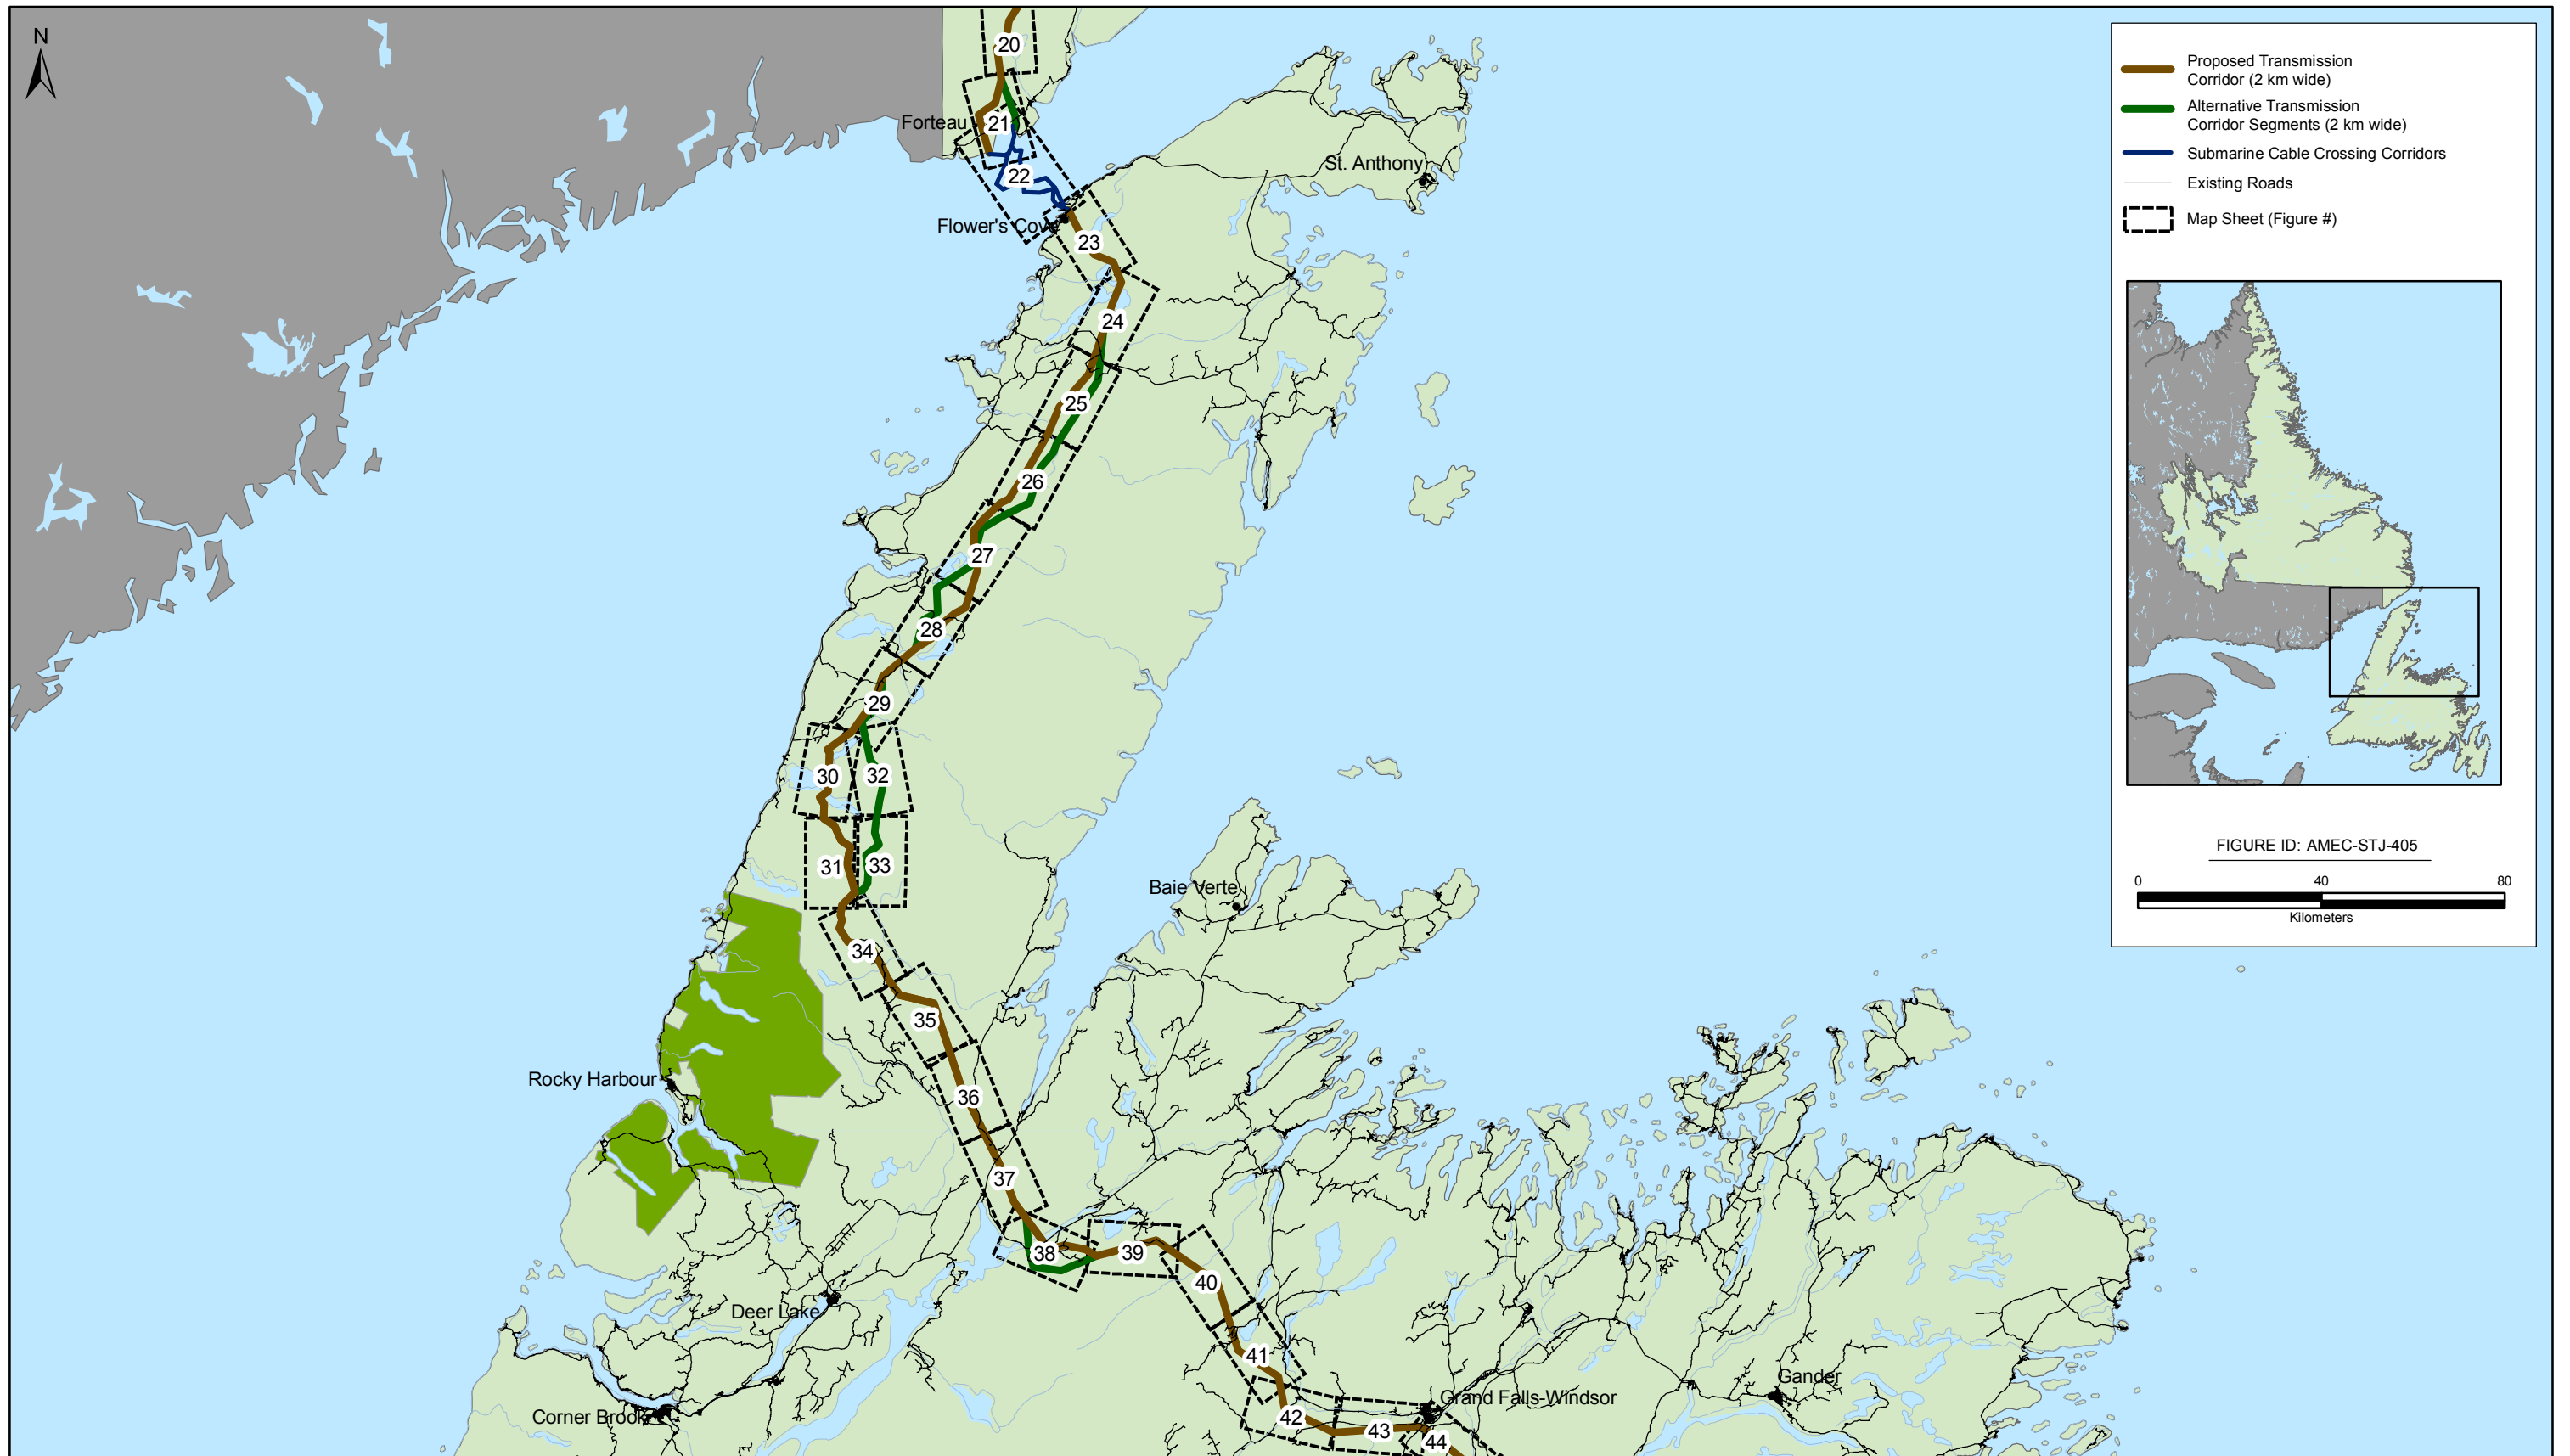 N
20
Forteau
21
22
St. Anthony
Flower's Cove
23
24
25
26
27
28
29
30
32
31
33
Baie Verte
34
35
Rocky Harbour
36
37
38
39
40
Deer Lake
41
Gander
Grand Falls-Windsor
Corner Brook
42
43
44
Proposed Transmission
Corridor (2 km wide)
Alternative Transmission
Corridor Segments (2 km wide)
Submarine Cable Crossing Corridors
Existing Roads
Map Sheet (Figure #)
FIGURE ID: AMEC-STJ-405
0 40 80
Kilometers